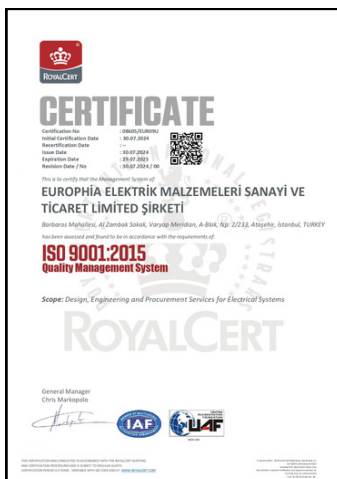 ROYALCERT
CERTIFICATE
Certification No : 08605/EUR09U
Initial Certification Date : 30.07.2024
Recertification Date : --
Issue Date : 30.07.2024
Expiration Date : 29.07.2025
Revision Date / No : 30.07.2024 / 00
This is to certify that the Management System of
EUROPHİA ELEKTRİK MALZEMELERİ SANAYİ VE
TİCARET LİMİTED ŞİRKETİ
Barbaros Mahallesi, Al Zambak Sokak, Varyap Meridan, A-Blok, Np: 2/233, Ataşehir, İstanbul, TURKEY
has been assessed and found to be in accordance with the requirements of:
ISO 9001:2015
Quality Management System
Scope: Design, Engineering and Procurement Services for Electrical Systems
ROYALCERT
General Manager
Chris Markopolo
IAF
UAF